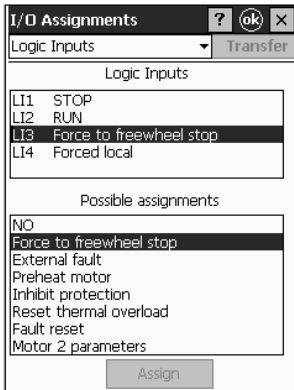 I/O Assignments ? ok ×
Logic Inputs Transfer
Logic Inputs
LI1 STOP
LI2 RUN
LI3 Force to freewheel stop
LI4 Forced local
Possible assignments
NO
Force to freewheel stop
External fault
Preheat motor
Inhibit protection
Reset thermal overload
Fault reset
Motor 2 parameters
Assign